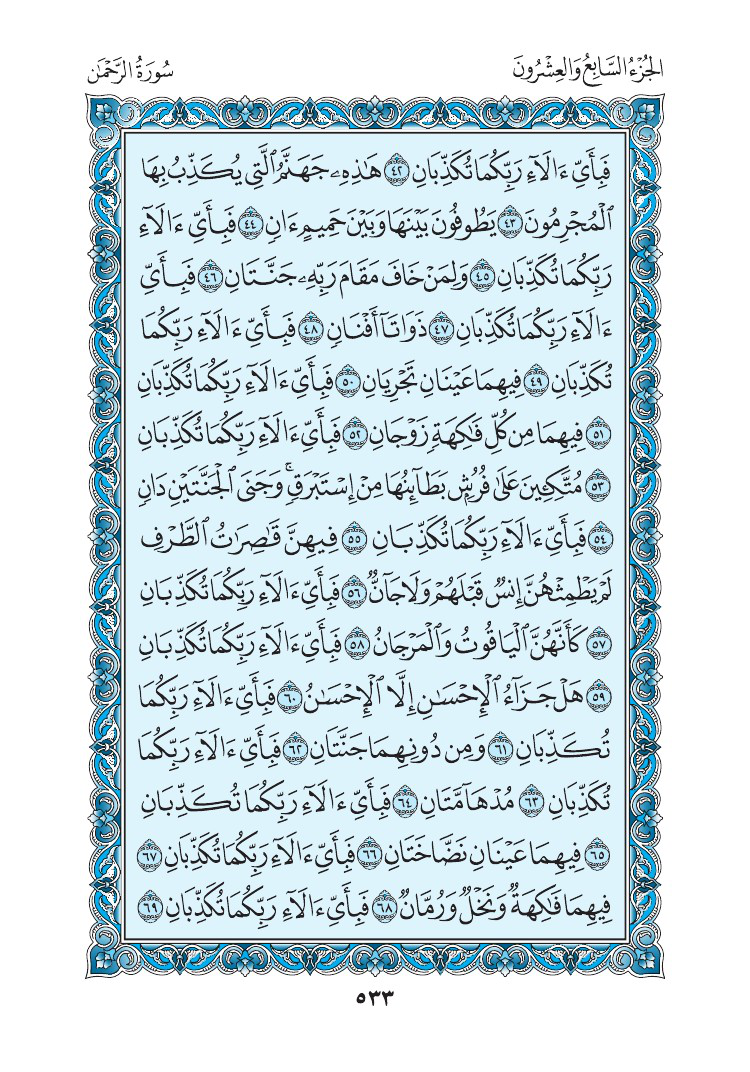 الجُزْءُ السَّابِعُ وَالعِشْرُونَ
سُورَةُ الرَّحْمَٰن
فَبِأَيِّ ءَالَآءِ رَبِّكُمَا تُكَذِّبَانِ ٤٢ هَٰذِهِۦ جَهَنَّمُ ٱلَّتِي يُكَذِّبُ بِهَا
ٱلْمُجْرِمُونَ ٤٣ يَطُوفُونَ بَيْنَهَا وَبَيْنَ حَمِيمٍ ءَانٍ ٤٤ فَبِأَيِّ ءَالَآءِ
رَبِّكُمَا تُكَذِّبَانِ ٤٥ وَلِمَنْ خَافَ مَقَامَ رَبِّهِۦ جَنَّتَانِ ٤٦ فَبِأَيِّ
ءَالَآءِ رَبِّكُمَا تُكَذِّبَانِ ٤٧ ذَوَاتَآ أَفْنَانٍ ٤٨ فَبِأَيِّ ءَالَآءِ رَبِّكُمَا
تُكَذِّبَانِ ٤٩ فِيهِمَا عَيْنَانِ تَجْرِيَانِ ٥٠ فَبِأَيِّ ءَالَآءِ رَبِّكُمَا تُكَذِّبَانِ
٥١ فِيهِمَا مِن كُلِّ فَٰكِهَةٍ زَوْجَانِ ٥٢ فَبِأَيِّ ءَالَآءِ رَبِّكُمَا تُكَذِّبَانِ
٥٣ مُتَّكِـِٔينَ عَلَىٰ فُرُشٍۭ بَطَآئِنُهَا مِنْ إِسْتَبْرَقٍ ۚ وَجَنَى ٱلْجَنَّتَيْنِ دَانٍ
٥٤ فَبِأَيِّ ءَالَآءِ رَبِّكُمَا تُكَذِّبَانِ ٥٥ فِيهِنَّ قَٰصِرَٰتُ ٱلطَّرْفِ
لَمْ يَطْمِثْهُنَّ إِنسٌ قَبْلَهُمْ وَلَا جَآنٌّ ٥٦ فَبِأَيِّ ءَالَآءِ رَبِّكُمَا تُكَذِّبَانِ
٥٧ كَأَنَّهُنَّ ٱلْيَاقُوتُ وَٱلْمَرْجَانُ ٥٨ فَبِأَيِّ ءَالَآءِ رَبِّكُمَا تُكَذِّبَانِ
٥٩ هَلْ جَزَآءُ ٱلْإِحْسَٰنِ إِلَّا ٱلْإِحْسَٰنُ ٦٠ فَبِأَيِّ ءَالَآءِ رَبِّكُمَا
تُكَذِّبَانِ ٦١ وَمِن دُونِهِمَا جَنَّتَانِ ٦٢ فَبِأَيِّ ءَالَآءِ رَبِّكُمَا
تُكَذِّبَانِ ٦٣ مُدْهَآمَّتَانِ ٦٤ فَبِأَيِّ ءَالَآءِ رَبِّكُمَا تُكَذِّبَانِ
٦٥ فِيهِمَا عَيْنَانِ نَضَّاخَتَانِ ٦٦ فَبِأَيِّ ءَالَآءِ رَبِّكُمَا تُكَذِّبَانِ ٦٧
فِيهِمَا فَٰكِهَةٌ وَنَخْلٌ وَرُمَّانٌ ٦٨ فَبِأَيِّ ءَالَآءِ رَبِّكُمَا تُكَذِّبَانِ ٦٩
٥٣٣